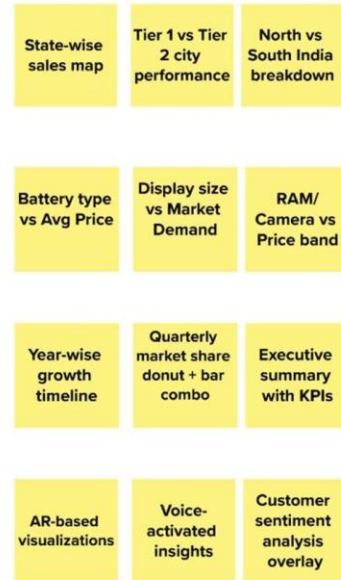 State-wise
sales map
Tier 1 vs Tier
2 city
performance
North vs
South India
breakdown
Battery type
vs Avg Price
Display size
vs Market
Demand
RAM/
Camera vs
Price band
Year-wise
growth
timeline
Quarterly
market share
donut + bar
combo
Executive
summary
with KPIs
AR-based
visualizations
Voice-
activated
insights
Customer
sentiment
analysis
overlay